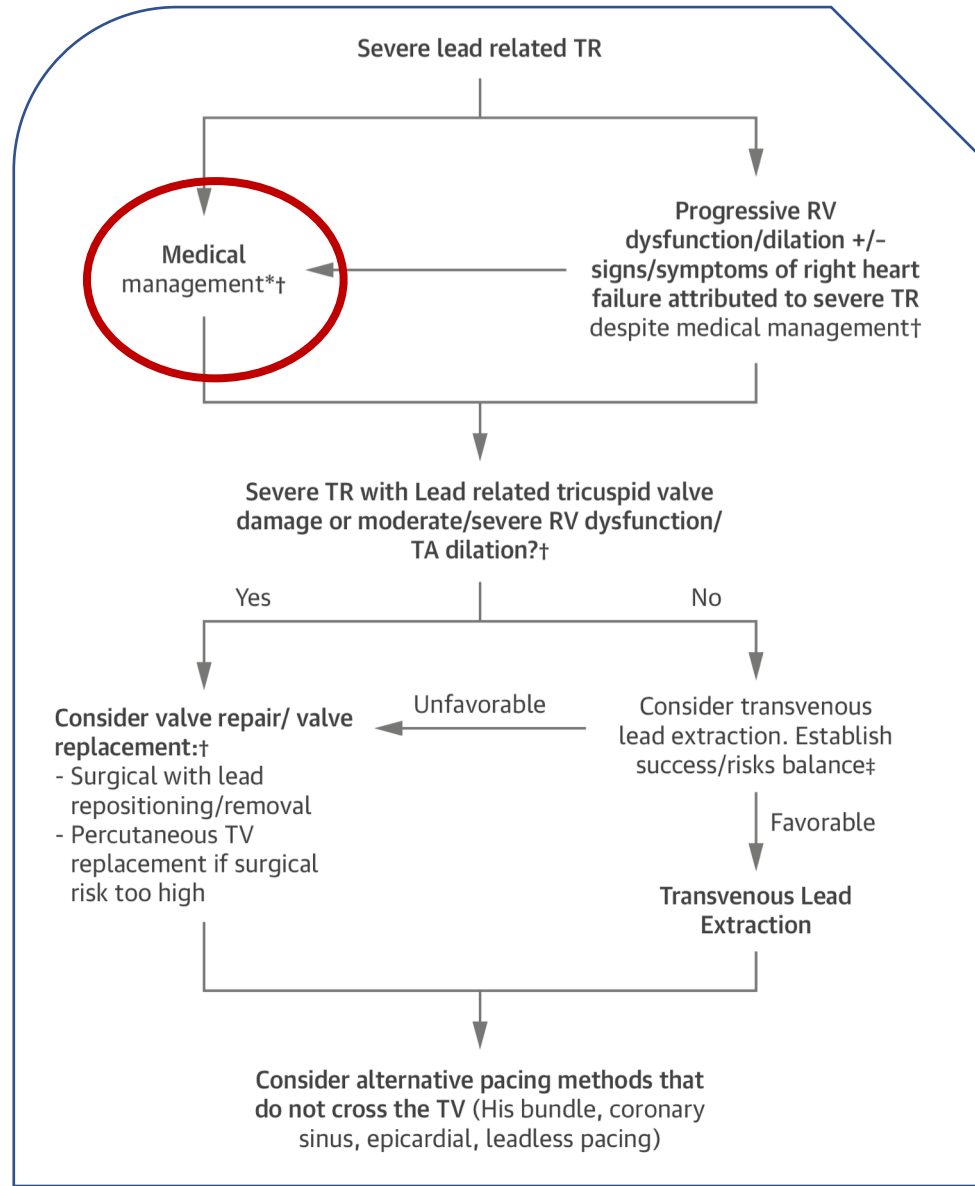 Severe lead related TR
Medical
management*†
Progressive RV
dysfunction/dilation +/–
signs/symptoms of right heart
failure attributed to severe TR
despite medical management†
Severe TR with Lead related tricuspid valve
damage or moderate/severe RV dysfunction/
TA dilation?†
Yes
No
Consider valve repair/ valve
replacement:†
- Surgical with lead
repositioning/removal
- Percutaneous TV
replacement if surgical
risk too high
Unfavorable
Consider transvenous
lead extraction. Establish
success/risks balance‡
Favorable
Transvenous Lead
Extraction
Consider alternative pacing methods that
do not cross the TV (His bundle, coronary
sinus, epicardial, leadless pacing)